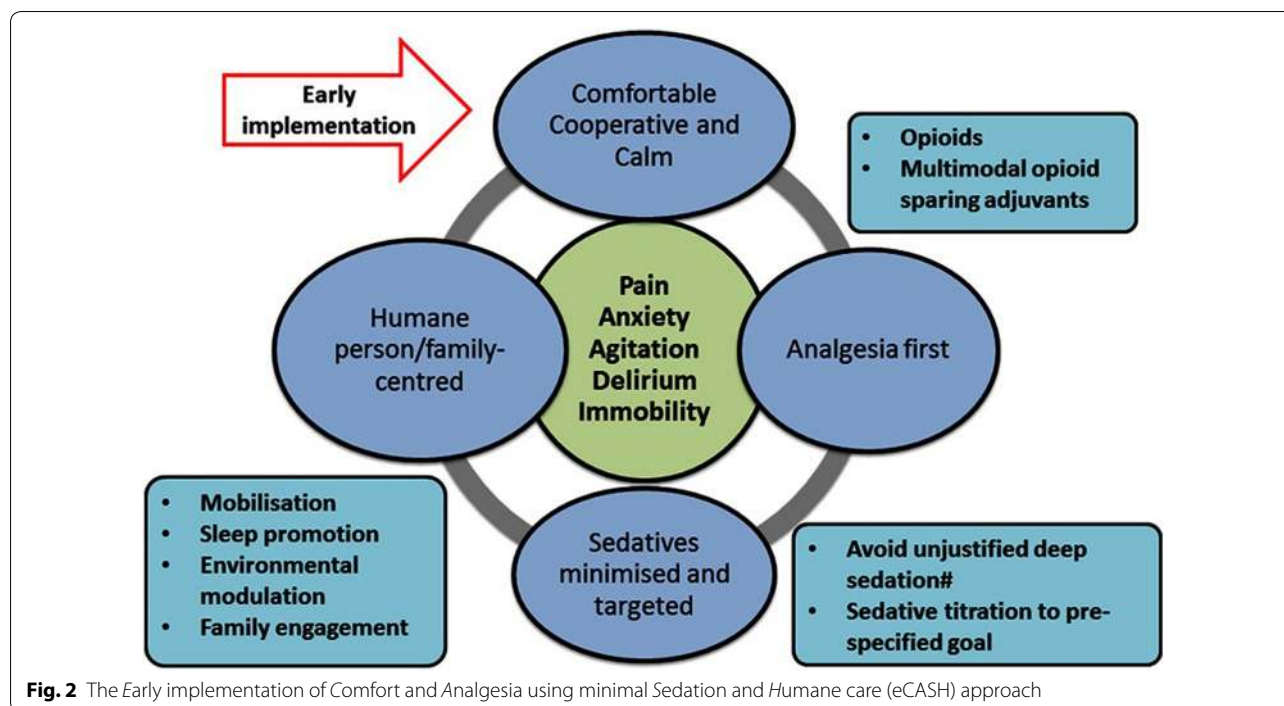 Early
implementation
Comfortable
Cooperative and
Calm
• Opioids
• Multimodal opioid
sparing adjuvants
Humane
person/family-
centred
Pain
Anxiety
Agitation
Delirium
Immobility
Analgesia first
• Mobilisation
• Sleep promotion
• Environmental
modulation
• Family engagement
Sedatives
minimised and
targeted
• Avoid unjustified deep
sedation#
• Sedative titration to pre-
specified goal
Fig. 2 The Early implementation of Comfort and Analgesia using minimal Sedation and Humane care (eCASH) approach